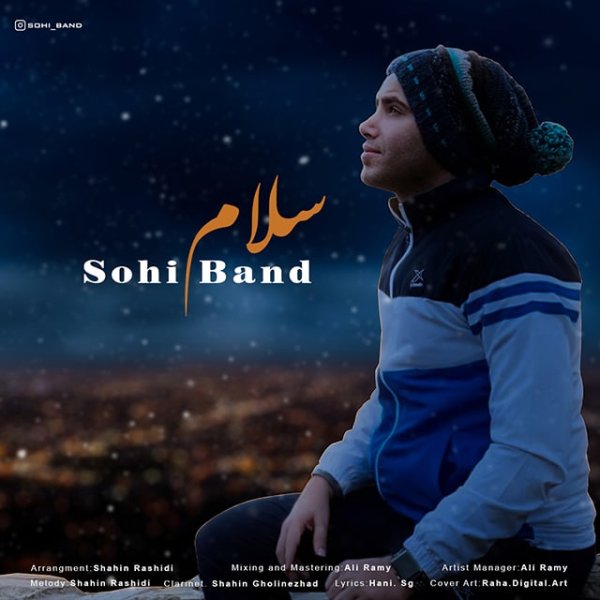 SOHI_BAND
سلام
Sohi Band
Arrangment:Shahin Rashidi Mixing and Mastering:Ali Ramy Artist Manager:Ali Ramy
Melody:Shahin Rashidi Clarinet. Shahin Gholinezhad Lyrics:Hani. Sg Cover Art:Raha.Digital.Art